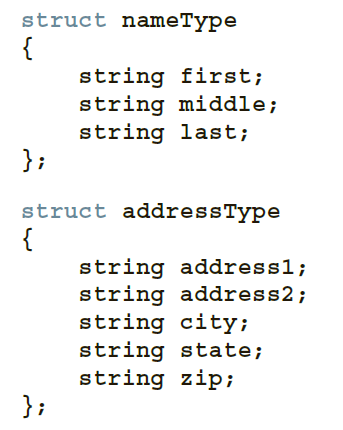 struct nameType
{
    string first;
    string middle;
    string last;
};

struct addressType
{
    string address1;
    string address2;
    string city;
    string state;
    string zip;
};